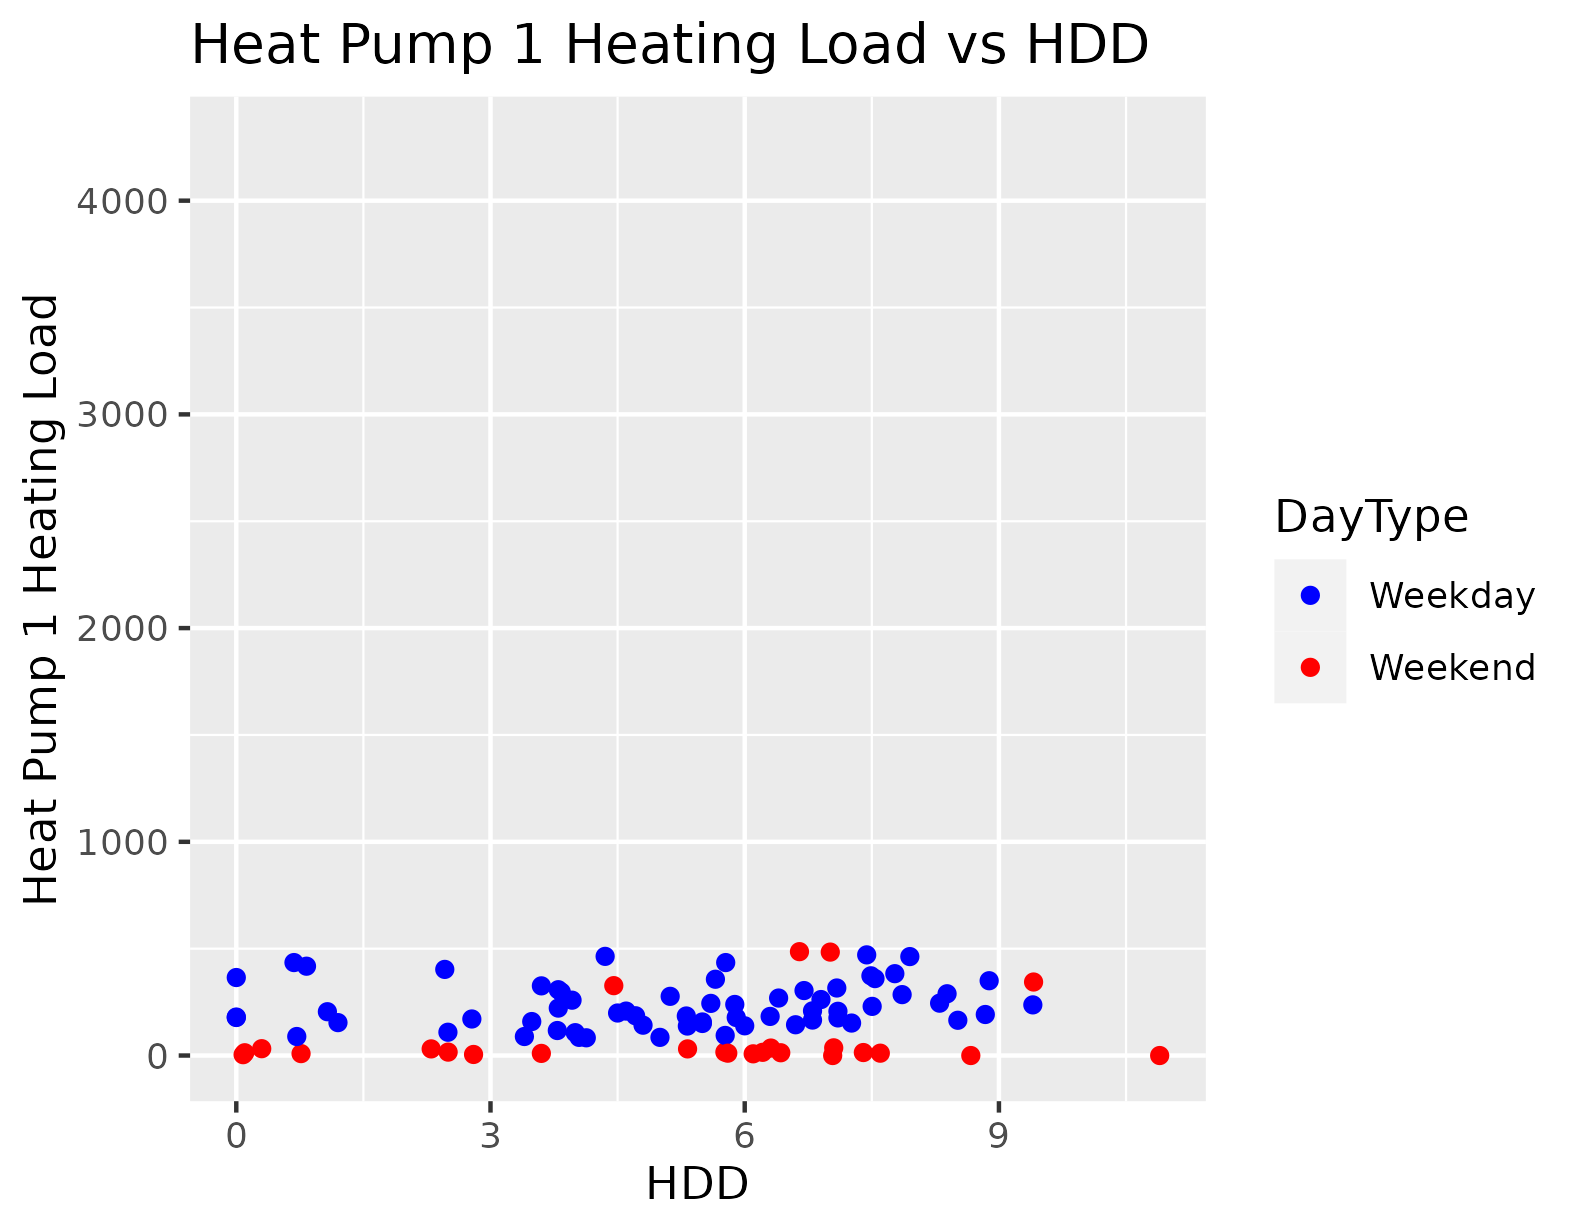 Heat Pump 1 Heating Load vs HDD
Heat Pump 1 Heating Load
4000
3000
2000
1000
0
0 3 6 9
HDD
DayType
Weekday
Weekend